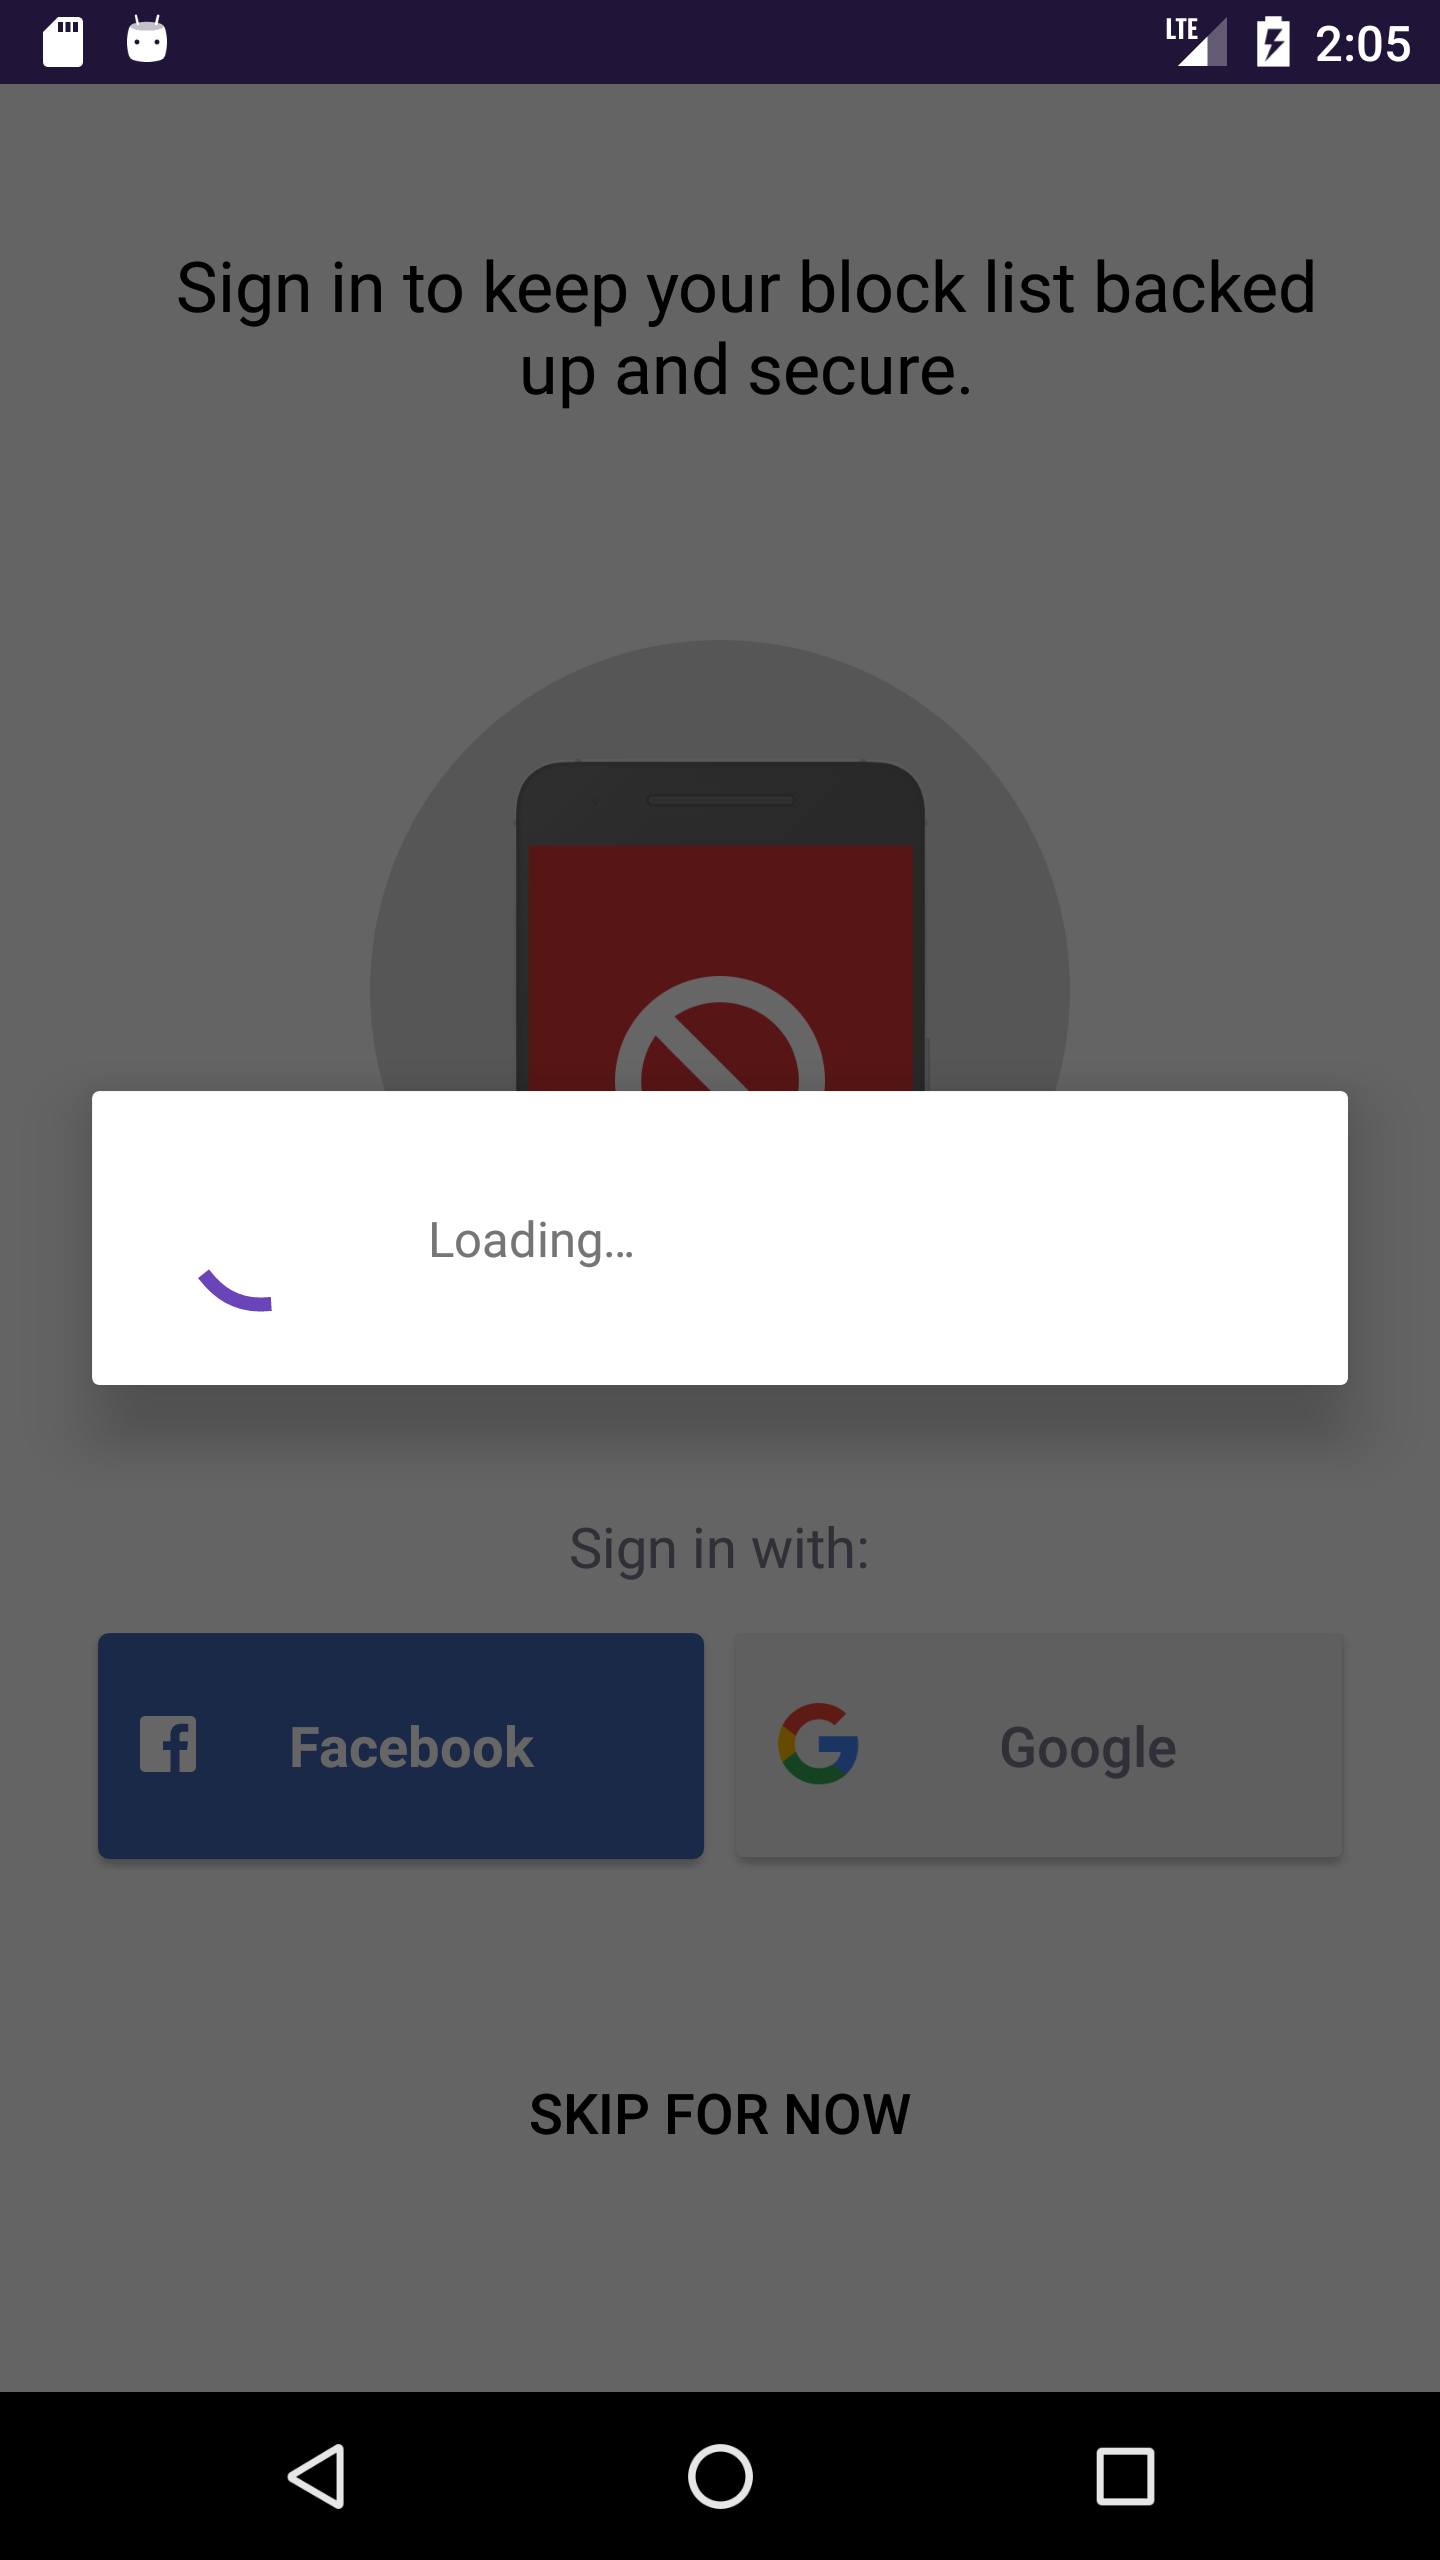 LTE 2:05
Sign in to keep your block list backed
up and secure.
Loading...
Sign in with:
Facebook
Google
SKIP FOR NOW